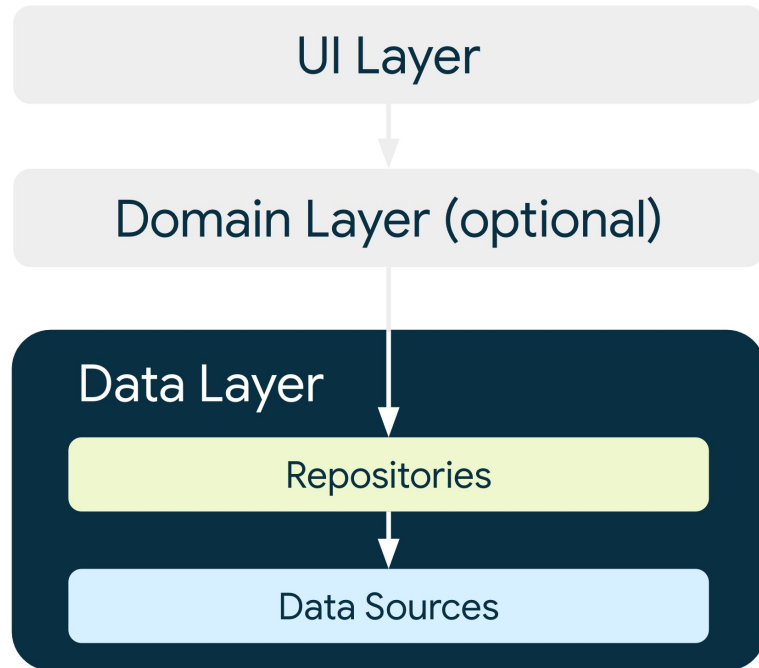 UI Layer
Domain Layer (optional)
Data Layer
Repositories
Data Sources